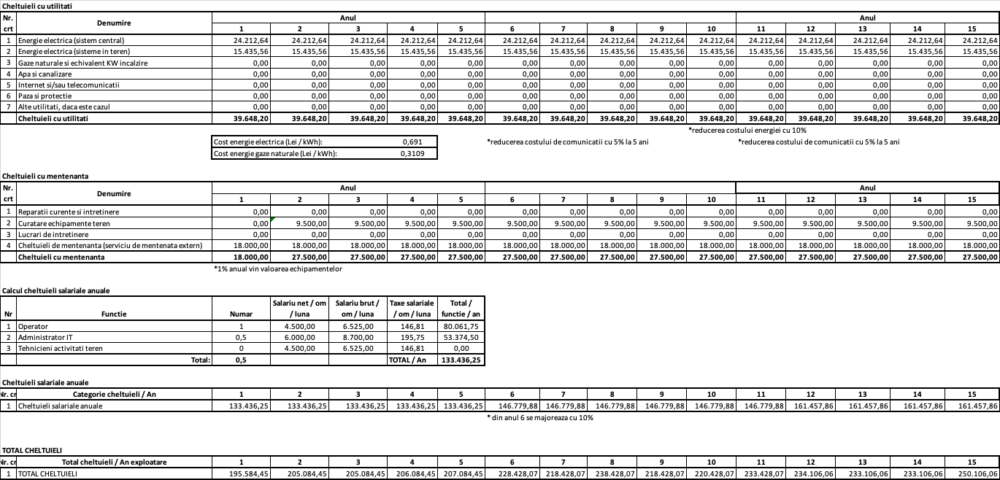 Cheltuieli cu utilitati
Nr. crt Denumire Anul Anul
1 2 3 4 5 6 7 8 9 10 11 12 13 14 15
1 Energie electrica (sistem central) 24.212,64 24.212,64 24.212,64 24.212,64 24.212,64 24.212,64 24.212,64 24.212,64 24.212,64 24.212,64 24.212,64 24.212,64 24.212,64 24.212,64 24.212,64
2 Energie electrica (sisteme in teren) 15.435,56 15.435,56 15.435,56 15.435,56 15.435,56 15.435,56 15.435,56 15.435,56 15.435,56 15.435,56 15.435,56 15.435,56 15.435,56 15.435,56 15.435,56
3 Gaze naturale si echivalent KW incalzire 0,00 0,00 0,00 0,00 0,00 0,00 0,00 0,00 0,00 0,00 0,00 0,00 0,00 0,00 0,00
4 Apa si canalizare 0,00 0,00 0,00 0,00 0,00 0,00 0,00 0,00 0,00 0,00 0,00 0,00 0,00 0,00 0,00
5 Internet si/sau telecomunicatii 0,00 0,00 0,00 0,00 0,00 0,00 0,00 0,00 0,00 0,00 0,00 0,00 0,00 0,00 0,00
6 Paza si protectie 0,00 0,00 0,00 0,00 0,00 0,00 0,00 0,00 0,00 0,00 0,00 0,00 0,00 0,00 0,00
7 Alte utilitati, daca este cazul 0,00 0,00 0,00 0,00 0,00 0,00 0,00 0,00 0,00 0,00 0,00 0,00 0,00 0,00 0,00
Cheltuieli cu utilitati 39.648,20 39.648,20 39.648,20 39.648,20 39.648,20 39.648,20 39.648,20 39.648,20 39.648,20 39.648,20 39.648,20 39.648,20 39.648,20 39.648,20 39.648,20
*reducerea costului energiei cu 10%
Cost energie electrica (Lei / kWh): 0,691 *reducerea costului de comunicatii cu 5% la 5 ani *reducerea costului de comunicatii cu 5% la 5 ani
Cost energie gaze naturale (Lei / kWh): 0,3109
Cheltuieli cu mentenanta
Nr. crt Denumire Anul Anul
1 2 3 4 5 6 7 8 9 10 11 12 13 14 15
1 Reparatii curente si intretinere 0,00 0,00 0,00 0,00 0,00 0,00 0,00 0,00 0,00 0,00 0,00 0,00 0,00 0,00 0,00
2 Curatare echipamente teren 0,00 9.500,00 9.500,00 9.500,00 9.500,00 9.500,00 9.500,00 9.500,00 9.500,00 9.500,00 9.500,00 9.500,00 9.500,00 9.500,00 9.500,00
3 Lucrari de intretinere 0,00 0,00 0,00 0,00 0,00 0,00 0,00 0,00 0,00 0,00 0,00 0,00 0,00 0,00 0,00
4 Cheltuieli de mentenanta (serviciu de mentenata extern) 18.000,00 18.000,00 18.000,00 18.000,00 18.000,00 18.000,00 18.000,00 18.000,00 18.000,00 18.000,00 18.000,00 18.000,00 18.000,00 18.000,00 18.000,00
Cheltuieli cu mentenanta 18.000,00 27.500,00 27.500,00 27.500,00 27.500,00 27.500,00 27.500,00 27.500,00 27.500,00 27.500,00 27.500,00 27.500,00 27.500,00 27.500,00 27.500,00
*1% anual vin valoarea echipamentelor
Calcul cheltuieli salariale anuale
Nr Functie Numar Salariu net / om / luna Salariu brut / om / luna Taxe salariale / om / luna Total / functie / an
1 Operator 1 4.500,00 6.525,00 146,81 80.061,75
2 Administrator IT 0,5 6.000,00 8.700,00 195,75 53.374,50
3 Tehnicieni activitati teren 0 4.500,00 6.525,00 146,81 0,00
Total: 0,5 TOTAL / An 133.436,25
Cheltuieli salariale anuale
Nr. cr Categorie cheltuieli / An 1 2 3 4 5 6 7 8 9 10 11 12 13 14 15
1 Cheltuieli salariale anuale 133.436,25 133.436,25 133.436,25 133.436,25 133.436,25 146.779,88 146.779,88 146.779,88 146.779,88 146.779,88 146.779,88 161.457,86 161.457,86 161.457,86 161.457,86
* din anul 6 se majoreaza cu 10%
TOTAL CHELTUIELI
Nr. cr Total cheltuieli / An exploatare 1 2 3 4 5 6 7 8 9 10 11 12 13 14 15
1 TOTAL CHELTUIELI 195.584,45 205.084,45 205.084,45 206.084,45 207.084,45 228.428,07 218.428,07 238.428,07 218.428,07 220.428,07 233.428,07 234.106,06 233.106,06 233.106,06 250.106,06